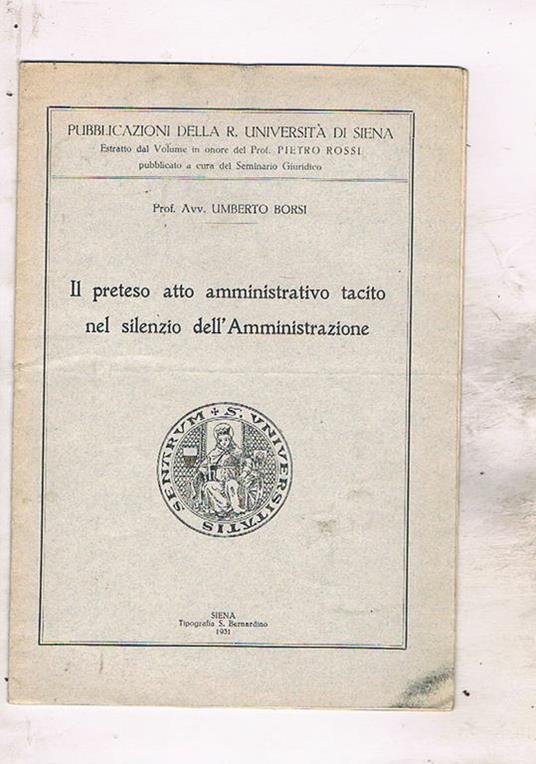 PUBBLICAZIONI DELLA R. UNIVERSITÀ DI SIENA
Estratto dal Volume in onore del Prof. PIETRO ROSSI
pubblicato a cura del Seminario Giuridico
Prof. Avv. UMBERTO BORSI
Il preteso atto amministrativo tacito
nel silenzio dell'Amministrazione
✢ S. VNIVERSITATIS SENTRVM
SIENA
Tipografia S. Bernardino
1931